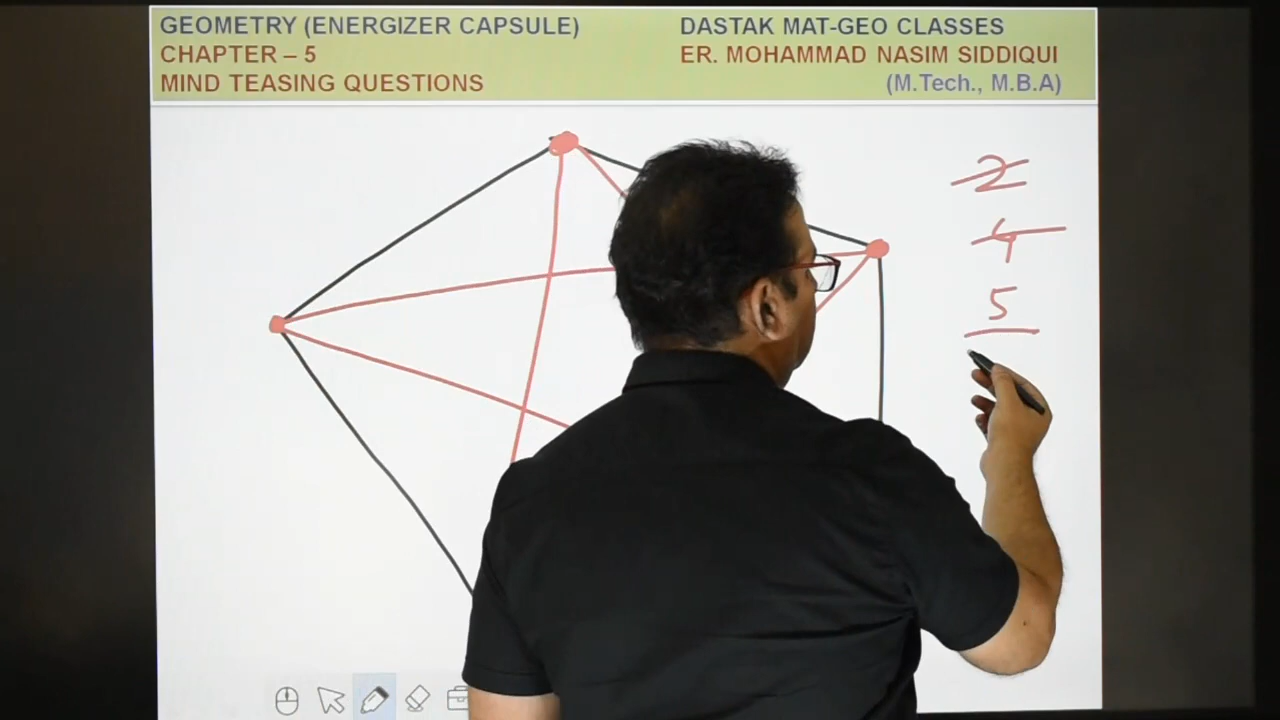 GEOMETRY (ENERGIZER CAPSULE)
CHAPTER – 5
MIND TEASING QUESTIONS
DASTAK MAT-GEO CLASSES
ER. MOHAMMAD NASIM SIDDIQUI
(M.Tech., M.B.A)
2
4
5